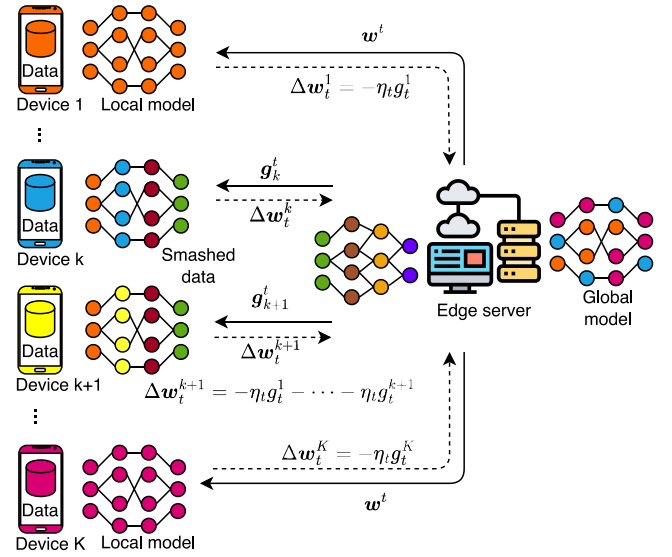 𝒘^t
Data
Δ𝒘_t^1 = −η_t g_t^1
Device 1 Local model
...
𝒈_k^t
Data
Δ𝒘_t^k
Device k
Smashed
data
𝒈_{k+1}^t
Edge server
Global
model
Data
Δ𝒘_t^{k+1}
Device k+1
Δ𝒘_t^{k+1} = −η_t g_t^1 − ⋯ − η_t g_t^{k+1}
...
Δ𝒘_t^K = −η_t g_t^K
Data
𝒘^t
Device K Local model